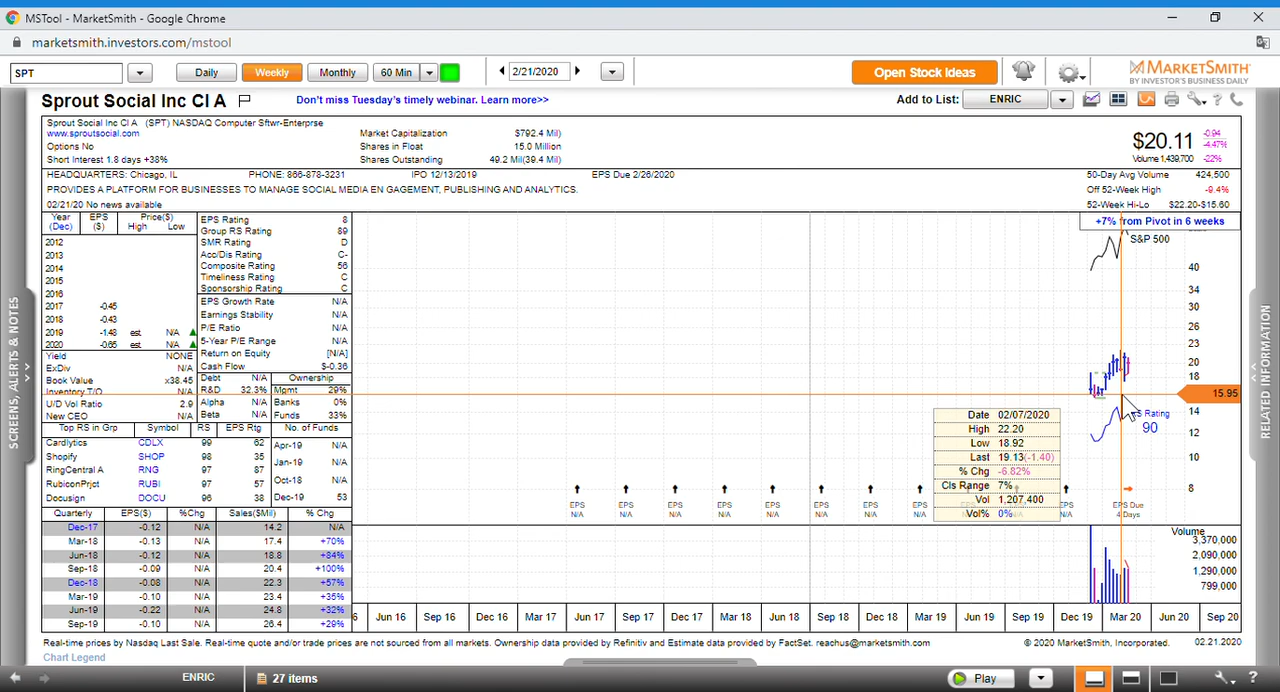 MSTool - MarketSmith - Google Chrome
marketsmith.investors.com/mstool
SPT Daily Weekly Monthly 60 Min 2/21/2020 Open Stock Ideas MARKETSMITH
BY INVESTOR'S BUSINESS DAILY
Sprout Social Inc Cl A Don't miss Tuesday's timely webinar. Learn more>> Add to List: ENRIC
Sprout Social Inc Cl A (SPT) NASDAQ Computer Sftwr-Enterprse
www.sproutsocial.com Market Capitalization $792.4 Mil) $20.11 -0.94 -4.47%
Options No Shares in Float 15.0 Million
Short Interest 1.8 days +38% Shares Outstanding 49.2 Mil(39.4 Mil) Volume 1,439,700 -22%
HEADQUARTERS: Chicago, IL PHONE: 866-878-3231 IPO 12/13/2019 EPS Due 2/26/2020 50-Day Avg Volume 424,500
PROVIDES A PLATFORM FOR BUSINESSES TO MANAGE SOCIAL MEDIA EN GAGEMENT, PUBLISHING AND ANALYTICS. Off 52-Week High -9.4%
02/21/20 No news available 52-Week Hi-Lo $22.20-$15.60
Year (Dec) EPS ($) Price($) High Low
2012
2013
2014
2015
2016
2017 -0.45
2018 -0.43
2019 -1.48 est N/A
2020 -0.65 est N/A
Yield NONE
ExDiv N/A
Book Value x38.45
Inventory T/O N/A
U/D Vol Ratio 2.9
New CEO N/A
EPS Rating 8
Group RS Rating 89
SMR Rating D
Acc/Dis Rating C-
Composite Rating 56
Timeliness Rating C
Sponsorship Rating C
EPS Growth Rate N/A
Earnings Stability N/A
P/E Ratio N/A
5-Year P/E Range N/A
Return on Equity [N/A]
Cash Flow $-0.36
Debt N/A
R&D 32.3%
Alpha N/A
Beta N/A
Ownership
Mgmt 29%
Banks 0%
Funds 33%
Top RS in Grp Symbol RS EPS Rtg
Cardlytics CDLX 99 62
Shopify SHOP 98 35
RingCentral A RNG 97 87
RubiconPrjct RUBI 97 57
Docusign DOCU 96 38
No. of Funds
Apr-19 N/A
Jan-19 N/A
Oct-18 N/A
Dec-19 53
Quarterly EPS($) %Chg Sales($Mil) % Chg
Dec-17 -0.12 N/A 14.2 N/A
Mar-18 -0.13 N/A 17.4 +70%
Jun-18 -0.12 N/A 18.8 +84%
Sep-18 -0.09 N/A 20.4 +100%
Dec-18 -0.08 N/A 22.3 +57%
Mar-19 -0.10 N/A 23.4 +35%
Jun-19 -0.22 N/A 24.8 +32%
Sep-19 -0.10 N/A 26.4 +29%
+7% from Pivot in 6 weeks
S&P 500
40
34
30
26
23
20
18
15.95
14
12
10
8
Rating
90
Date 02/07/2020
High 22.20
Low 18.92
Last 19.13(-1.40)
% Chg -6.82%
Cls Range 7%
Vol 1,207,400
Vol% 0%
EPS EPS EPS EPS EPS EPS EPS EPS EPS EPS EPS EPS Due
N/A N/A N/A N/A N/A N/A N/A N/A N/A N/A 4 Days
Volume
3,370,000
2,090,000
1,290,000
799,000
6 Jun 16 Sep 16 Dec 16 Mar 17 Jun 17 Sep 17 Dec 17 Mar 18 Jun 18 Sep 18 Dec 18 Mar 19 Jun 19 Sep 19 Dec 19 Mar 20 Jun 20 Sep 20
Real-time prices by Nasdaq Last Sale. Real-time quote and/or trade prices are not sourced from all markets. Ownership data provided by Refinitiv and Estimate data provided by FactSet. reachus@marketsmith.com © 2020 MarketSmith, Incorporated. 02.21.2020
Chart Legend
SCREENS, ALERTS & NOTES
RELATED INFORMATION
ENRIC 27 items Play